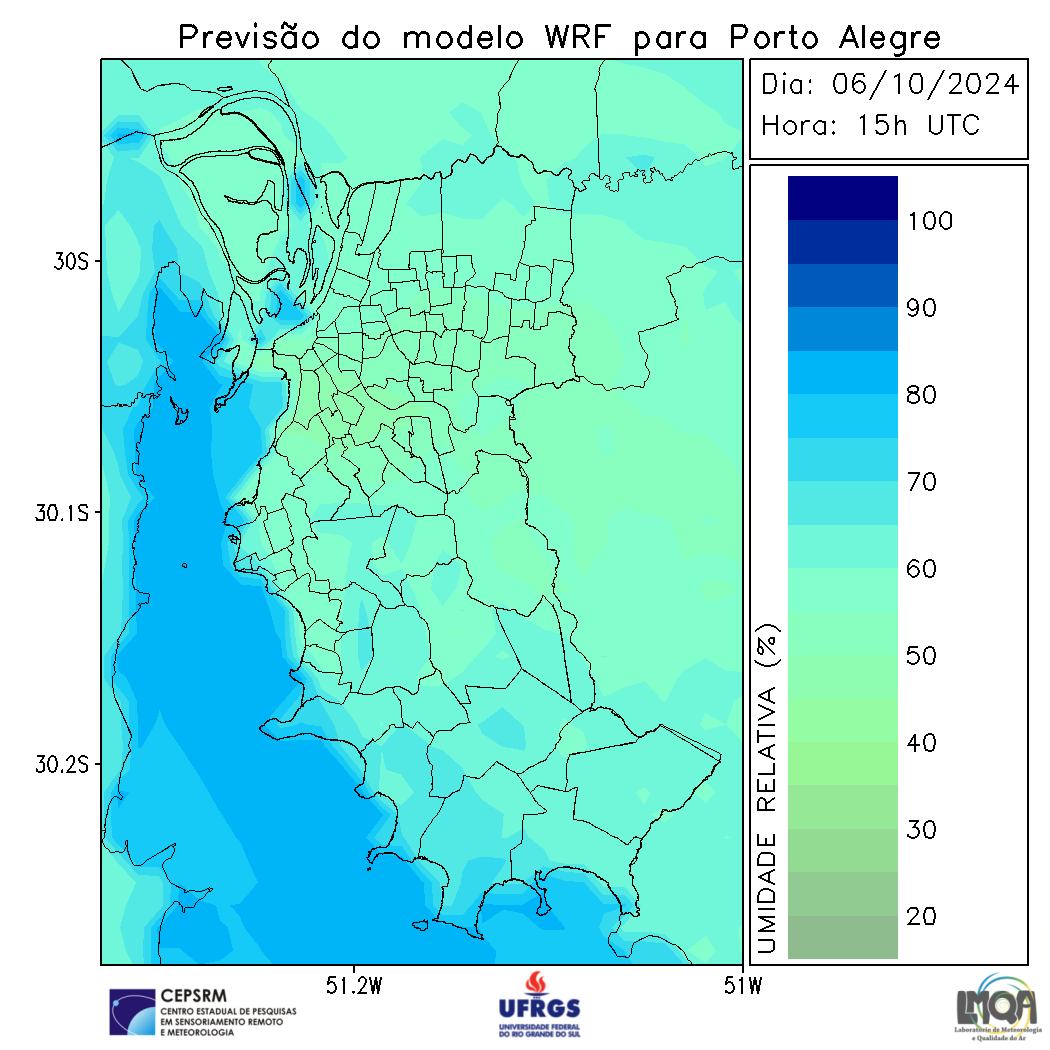 Previsão do modelo WRF para Porto Alegre
Dia: 06/10/2024
Hora: 15h UTC
30S
30.1S
30.2S
51.2W
51W
UMIDADE RELATIVA (%)
100
90
80
70
60
50
40
30
20
CEPSRM
CENTRO ESTADUAL DE PESQUISAS
EM SENSORIAMENTO REMOTO
E METEOROLOGIA
UFRGS
UNIVERSIDADE FEDERAL
DO RIO GRANDE DO SUL
LMQA
Laboratório de Meteorologia
e Qualidade do Ar